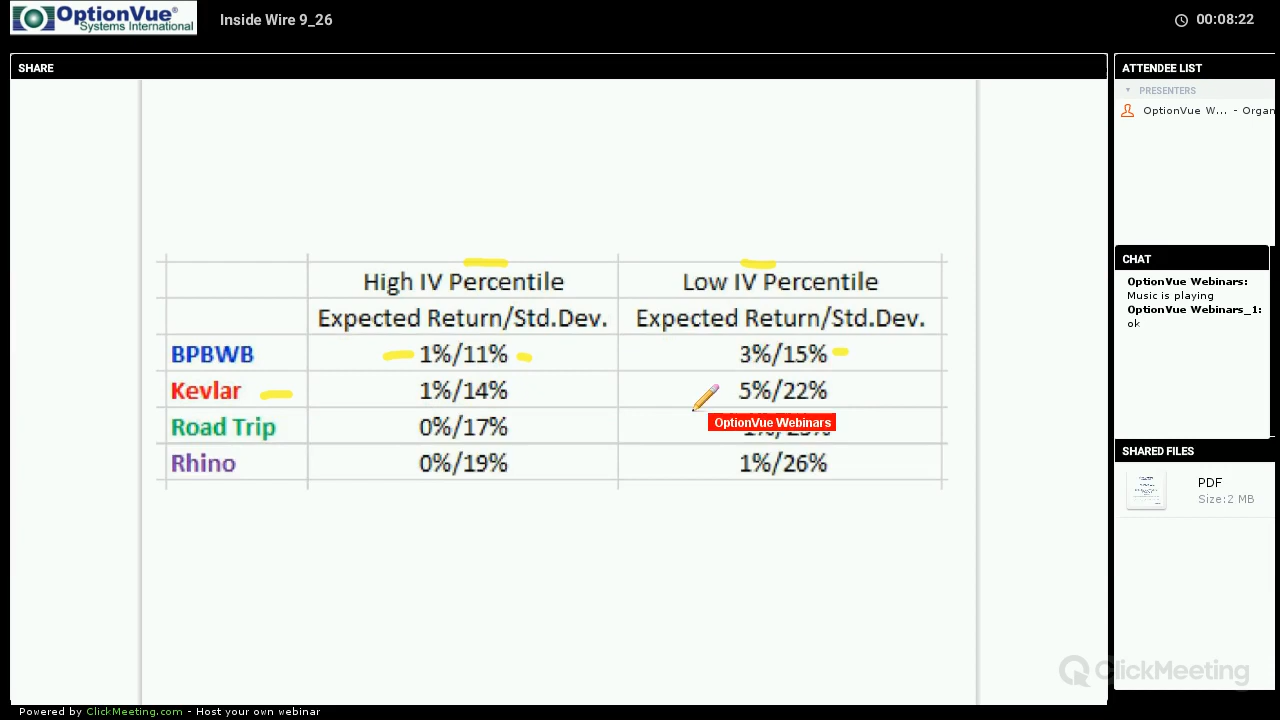 OptionVue®
Systems International
Inside Wire 9_26
00:08:22
SHARE
High IV Percentile Low IV Percentile
Expected Return/Std.Dev. Expected Return/Std.Dev.
BPBWB 1%/11% 3%/15%
Kevlar 1%/14% 5%/22%
OptionVue Webinars
Road Trip 0%/17%
Rhino 0%/19% 1%/26%
ATTENDEE LIST
PRESENTERS
OptionVue W... - Organ
CHAT
OptionVue Webinars:
Music is playing
OptionVue Webinars_1:
ok
SHARED FILES
PDF
Size:2 MB
ClickMeeting
Powered by ClickMeeting.com - Host your own webinar